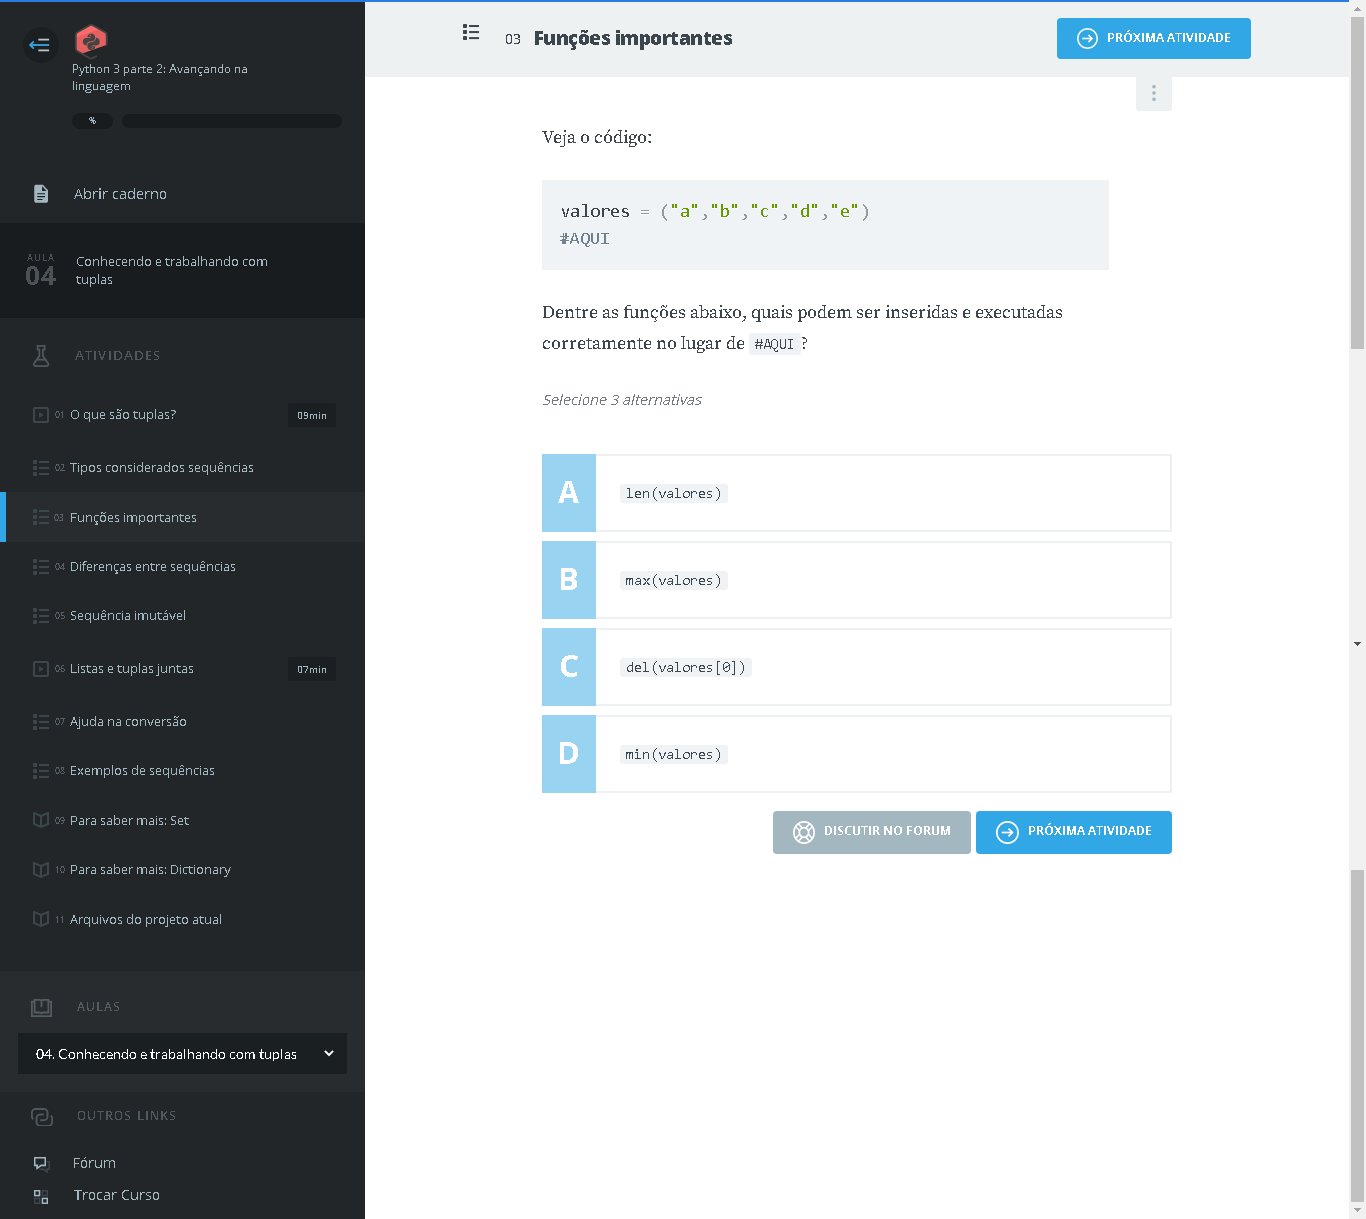 Python 3 parte 2: Avançando na
linguagem
%
Abrir caderno
AULA
04
Conhecendo e trabalhando com
tuplas
ATIVIDADES
01 O que são tuplas? 09min
02 Tipos considerados sequências
03 Funções importantes
04 Diferenças entre sequências
05 Sequência imutável
06 Listas e tuplas juntas 07min
07 Ajuda na conversão
08 Exemplos de sequências
09 Para saber mais: Set
10 Para saber mais: Dictionary
11 Arquivos do projeto atual
AULAS
04. Conhecendo e trabalhando com tuplas
OUTROS LINKS
Fórum
Trocar Curso
03 Funções importantes
PRÓXIMA ATIVIDADE
Veja o código:
valores = ("a","b","c","d","e")
#AQUI
Dentre as funções abaixo, quais podem ser inseridas e executadas
corretamente no lugar de #AQUI ?
Selecione 3 alternativas
A len(valores)
B max(valores)
C del(valores[0])
D min(valores)
DISCUTIR NO FORUM
PRÓXIMA ATIVIDADE